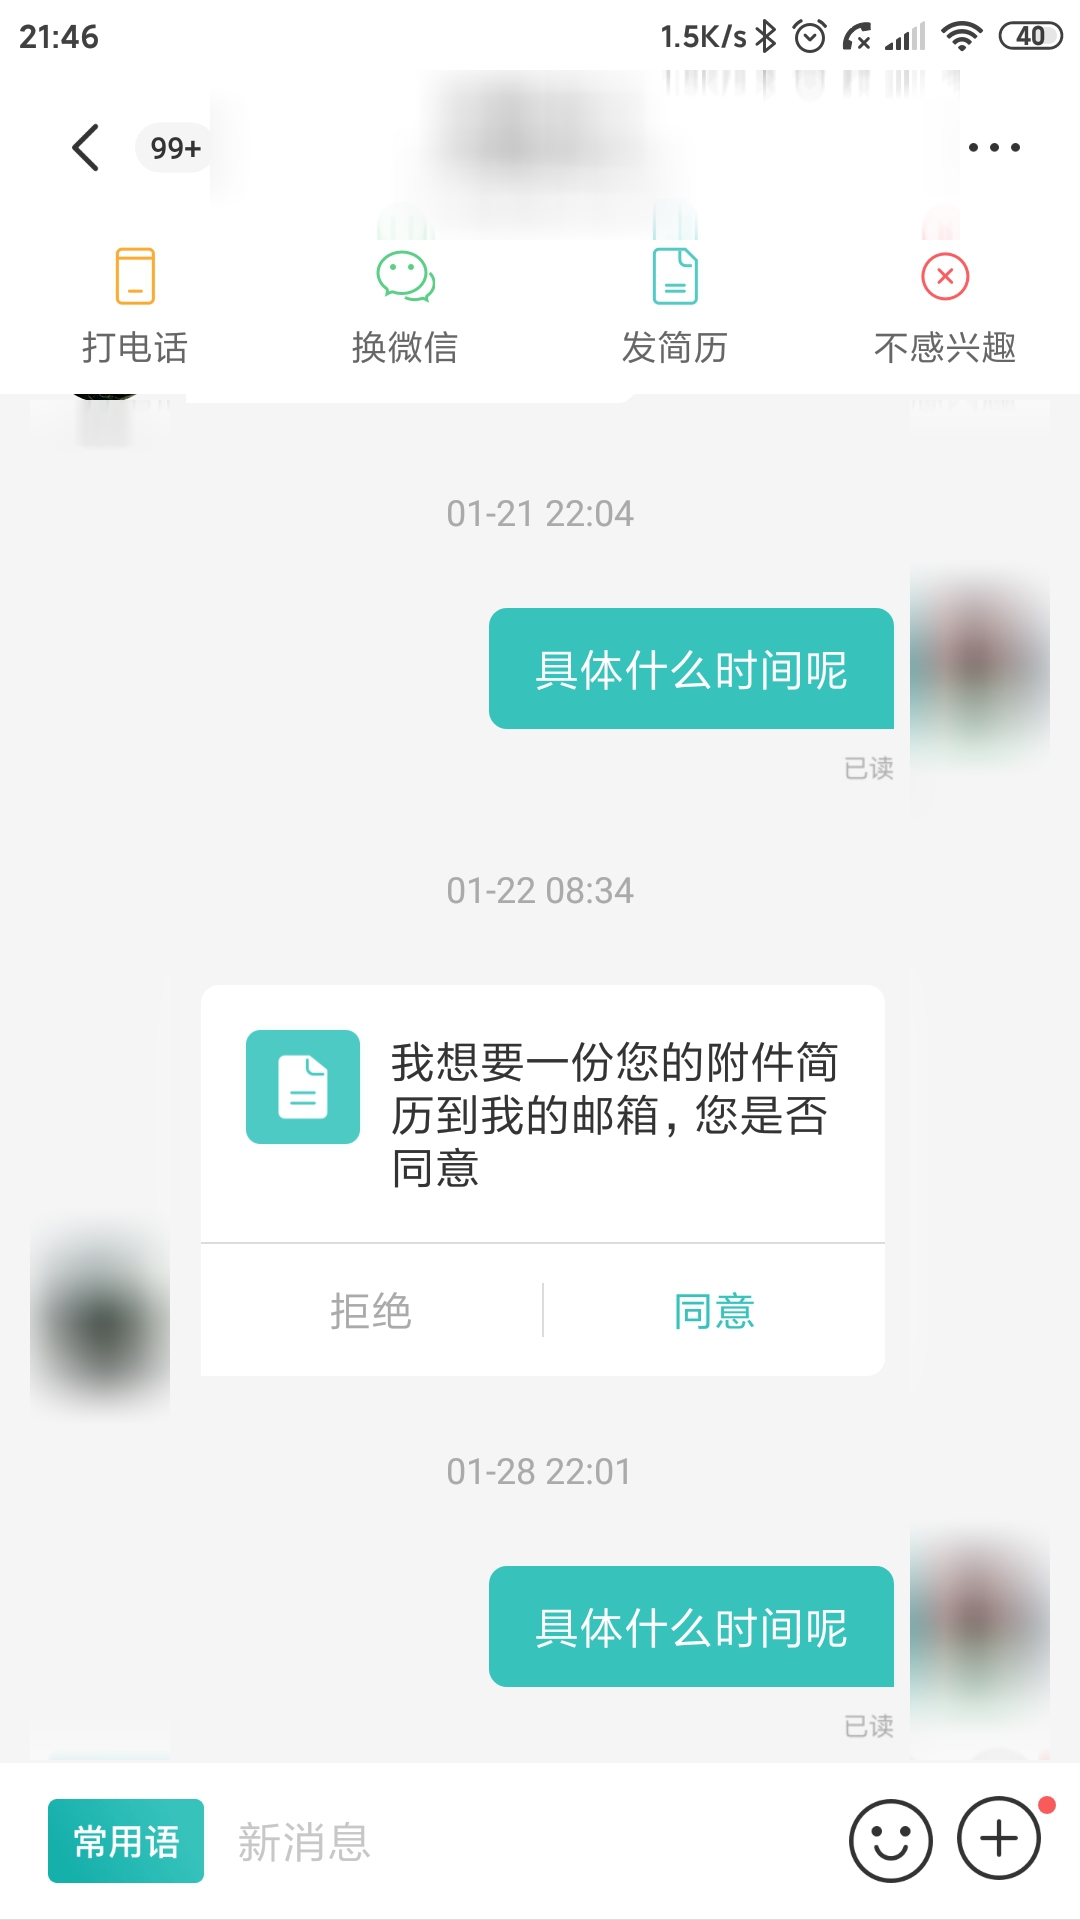 21:46 1.5K/s 40
99+
打电话 换微信 发简历 不感兴趣
01-21 22:04
具体什么时间呢
已读
01-22 08:34
我想要一份您的附件简
历到我的邮箱，您是否
同意
拒绝 同意
01-28 22:01
具体什么时间呢
已读
常用语 新消息